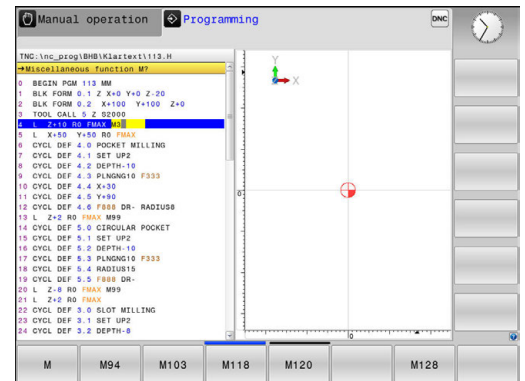 Manual operation
Programming
DNC
TNC:\nc_prog\BHB\Klartext\113.H
→Miscellaneous function M?
0 BEGIN PGM 113 MM
1 BLK FORM 0.1 Z X+0 Y+0 Z-20
2 BLK FORM 0.2 X+100 Y+100 Z+0
3 TOOL CALL 5 Z S2000
4 L Z+10 R0 FMAX M3
5 L X+50 Y+50 R0 FMAX
6 CYCL DEF 4.0 POCKET MILLING
7 CYCL DEF 4.1 SET UP2
8 CYCL DEF 4.2 DEPTH-10
9 CYCL DEF 4.3 PLNGNG10 F333
10 CYCL DEF 4.4 X+30
11 CYCL DEF 4.5 Y+90
12 CYCL DEF 4.6 F888 DR- RADIUS8
13 L Z+2 R0 FMAX M99
14 CYCL DEF 5.0 CIRCULAR POCKET
15 CYCL DEF 5.1 SET UP2
16 CYCL DEF 5.2 DEPTH-10
17 CYCL DEF 5.3 PLNGNG10 F333
18 CYCL DEF 5.4 RADIUS15
19 CYCL DEF 5.5 F888 DR-
20 L Z-8 R0 FMAX M99
21 L Z+2 R0 FMAX
22 CYCL DEF 3.0 SLOT MILLING
23 CYCL DEF 3.1 SET UP2
24 CYCL DEF 3.2 DEPTH-8
Y
X
0
0
M M94 M103 M118 M120 M128